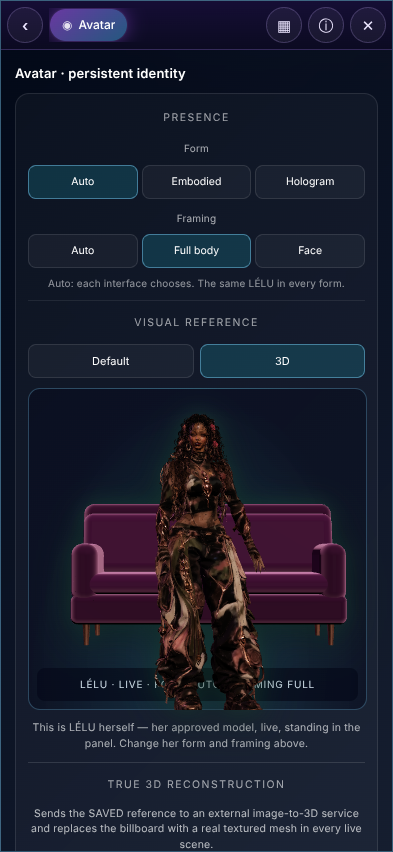 Avatar
Avatar · persistent identity
PRESENCE
Form
Auto
Embodied
Hologram
Framing
Auto
Full body
Face
Auto: each interface chooses. The same LÉLU in every form.
VISUAL REFERENCE
Default
3D
LÉLU · LIVE · FULL
This is LÉLU herself — her approved model, live, standing in the
panel. Change her form and framing above.
TRUE 3D RECONSTRUCTION
Sends the SAVED reference to an external image-to-3D service
and replaces the billboard with a real textured mesh in every live
scene.